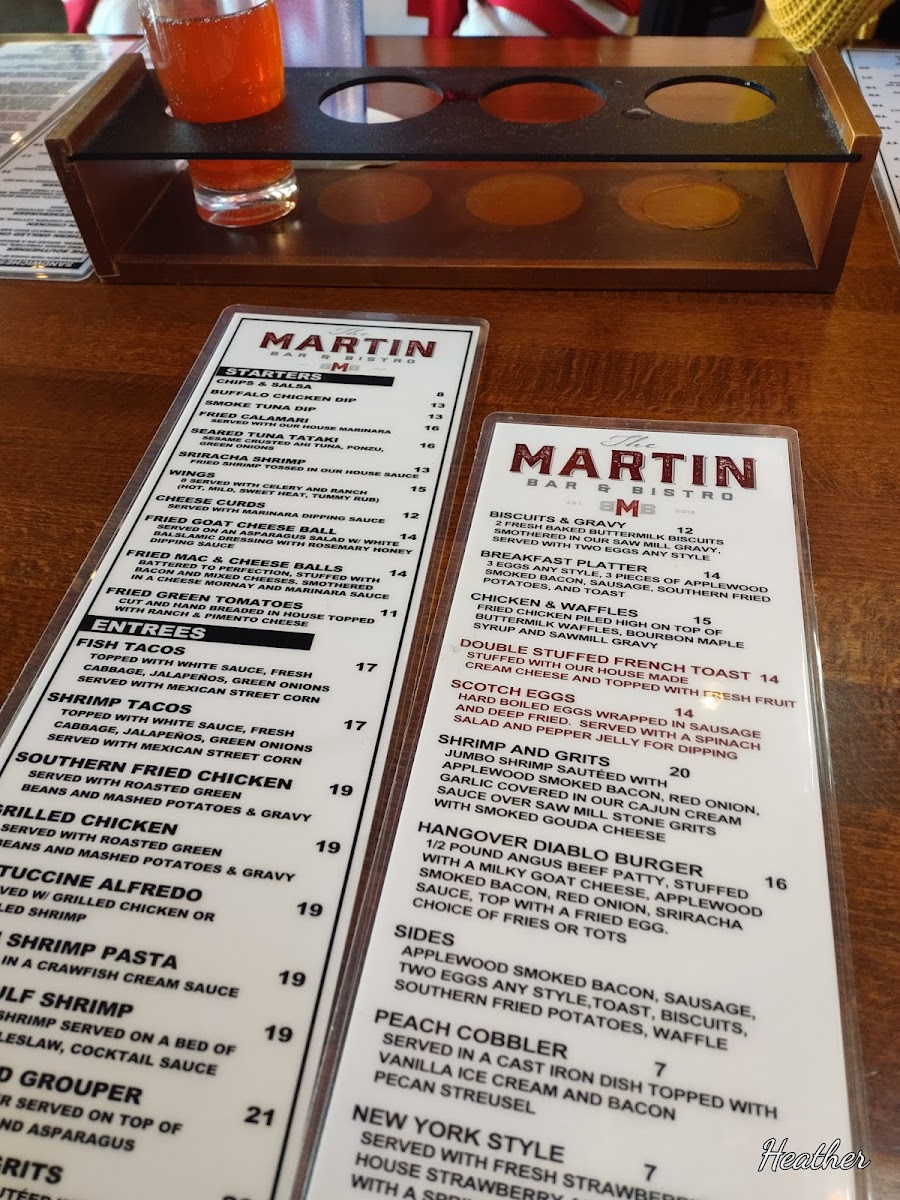 The
MARTIN
BAR & BISTRO
BMB
STARTERS
CHIPS & SALSA 8
BUFFALO CHICKEN DIP 13
SMOKE TUNA DIP 13
FRIED CALAMARI 16
SERVED WITH OUR HOUSE MARINARA
SEARED TUNA TATAKI 16
SESAME CRUSTED AHI TUNA, PONZU,
GREEN ONIONS
SRIRACHA SHRIMP 13
FRIED SHRIMP TOSSED IN OUR HOUSE SAUCE
WINGS 15
8 SERVED WITH CELERY AND RANCH
(HOT, MILD, SWEET HEAT, TUMMY RUB)
CHEESE CURDS 12
SERVED WITH MARINARA DIPPING SAUCE
FRIED GOAT CHEESE BALL 14
SERVED ON AN ASPARAGUS SALAD W/ WHITE
BALSLAMIC DRESSING WITH ROSEMARY HONEY
DIPPING SAUCE
FRIED MAC & CHEESE BALLS 14
BATTERED TO PERFECTION, STUFFED WITH
BACON AND MIXED CHEESES. SMOTHERED
IN A CHEESE MORNAY AND MARINARA SAUCE
FRIED GREEN TOMATOES 11
CUT AND HAND BREADED IN HOUSE TOPPED
WITH RANCH & PIMENTO CHEESE
ENTREES
FISH TACOS 17
TOPPED WITH WHITE SAUCE, FRESH
CABBAGE, JALAPEÑOS, GREEN ONIONS
SERVED WITH MEXICAN STREET CORN
SHRIMP TACOS 17
TOPPED WITH WHITE SAUCE, FRESH
CABBAGE, JALAPEÑOS, GREEN ONIONS
SERVED WITH MEXICAN STREET CORN
SOUTHERN FRIED CHICKEN 19
SERVED WITH ROASTED GREEN
BEANS AND MASHED POTATOES & GRAVY
GRILLED CHICKEN 19
SERVED WITH ROASTED GREEN
BEANS AND MASHED POTATOES & GRAVY
TUCCINE ALFREDO 19
VED W/ GRILLED CHICKEN OR
LED SHRIMP
SHRIMP PASTA 19
IN A CRAWFISH CREAM SAUCE
ULF SHRIMP 19
SHRIMP SERVED ON A BED OF
LESLAW, COCKTAIL SAUCE
D GROUPER 21
R SERVED ON TOP OF
ND ASPARAGUS
GRITS
The
MARTIN
BAR & BISTRO
EST BMB 2018
BISCUITS & GRAVY 12
2 FRESH BAKED BUTTERMILK BISCUITS
SMOTHERED IN OUR SAW MILL GRAVY.
SERVED WITH TWO EGGS ANY STYLE
BREAKFAST PLATTER 14
3 EGGS ANY STYLE, 3 PIECES OF APPLEWOOD
SMOKED BACON, SAUSAGE, SOUTHERN FRIED
POTATOES, AND TOAST
CHICKEN & WAFFLES 15
FRIED CHICKEN PILED HIGH ON TOP OF
BUTTERMILK WAFFLES, BOURBON MAPLE
SYRUP AND SAWMILL GRAVY
DOUBLE STUFFED FRENCH TOAST 14
STUFFED WITH OUR HOUSE MADE
CREAM CHEESE AND TOPPED WITH FRESH FRUIT
SCOTCH EGGS 14
HARD BOILED EGGS WRAPPED IN SAUSAGE
AND DEEP FRIED. SERVED WITH A SPINACH
SALAD AND PEPPER JELLY FOR DIPPING
SHRIMP AND GRITS 20
JUMBO SHRIMP SAUTÉED WITH
APPLEWOOD SMOKED BACON, RED ONION,
GARLIC COVERED IN OUR CAJUN CREAM
SAUCE OVER SAW MILL STONE GRITS
WITH SMOKED GOUDA CHEESE
HANGOVER DIABLO BURGER 16
1/2 POUND ANGUS BEEF PATTY, STUFFED
WITH A MILKY GOAT CHEESE, APPLEWOOD
SMOKED BACON, RED ONION, SRIRACHA
SAUCE, TOP WITH A FRIED EGG.
CHOICE OF FRIES OR TOTS
SIDES
APPLEWOOD SMOKED BACON, SAUSAGE,
TWO EGGS ANY STYLE,TOAST, BISCUITS,
SOUTHERN FRIED POTATOES, WAFFLE
PEACH COBBLER 7
SERVED IN A CAST IRON DISH TOPPED WITH
VANILLA ICE CREAM AND BACON
PECAN STREUSEL
NEW YORK STYLE 7
SERVED WITH FRESH STRAWBERR
HOUSE STRAWBERRY
WITH A SPR
Heather